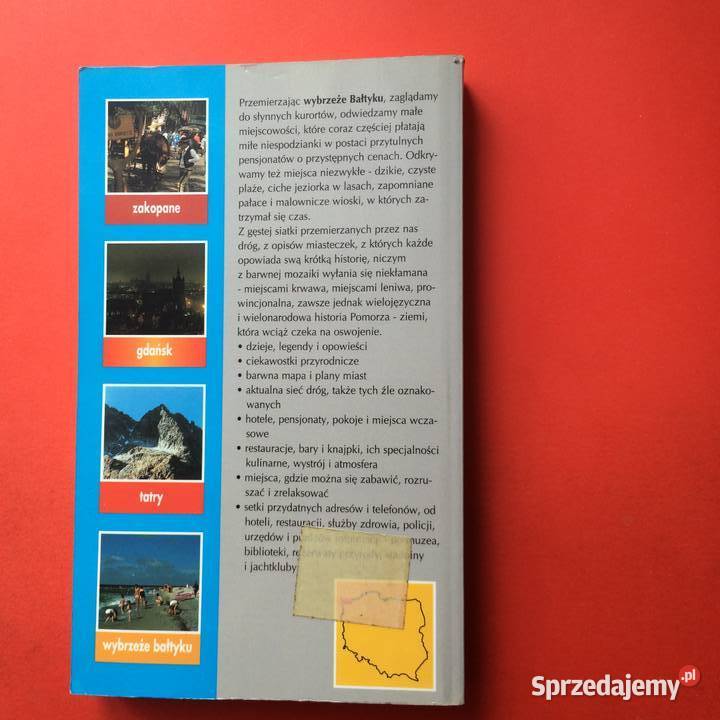 Przemierzając wybrzeże Bałtyku, zaglądamy
do słynnych kurortów, odwiedzamy małe
miejscowości, które coraz częściej płatają
miłe niespodzianki w postaci przytulnych
pensjonatów o przystępnych cenach. Odkry-
wamy też miejsca niezwykłe - dzikie, czyste
plaże, ciche jeziorka w lasach, zapomniane
pałace i malownicze wioski, w których za-
trzymał się czas.
Z gęstej siatki przemierzanych przez nas
dróg, z opisów miasteczek, z których każde
opowiada swą krótką historię, niczym
z barwnej mozaiki wyłania się niekłamana
- miejscami krwawa, miejscami leniwa, pro-
wincjonalna, zawsze jednak wielojęzyczna
i wielonarodowa historia Pomorza - ziemi,
która wciąż czeka na oswojenie.
• dzieje, legendy i opowieści
• ciekawostki przyrodnicze
• barwna mapa i plany miast
• aktualna sieć dróg, także tych źle oznako-
wanych
• hotele, pensjonaty, pokoje i miejsca wcza-
sowe
• restauracje, bary i knajpki, ich specjalności
kulinarne, wystrój i atmosfera
• miejsca, gdzie można się zabawić, rozru-
szać i zrelaksować
• setki przydatnych adresów i telefonów, od
hoteli, restauracji, służby zdrowia, policji,
urzędów i muzea,
biblioteki, rezerwaty przyrody,
i jachtkluby
zakopane
gdańsk
tatry
wybrzeże bałtyku
Sprzedajemy.pl